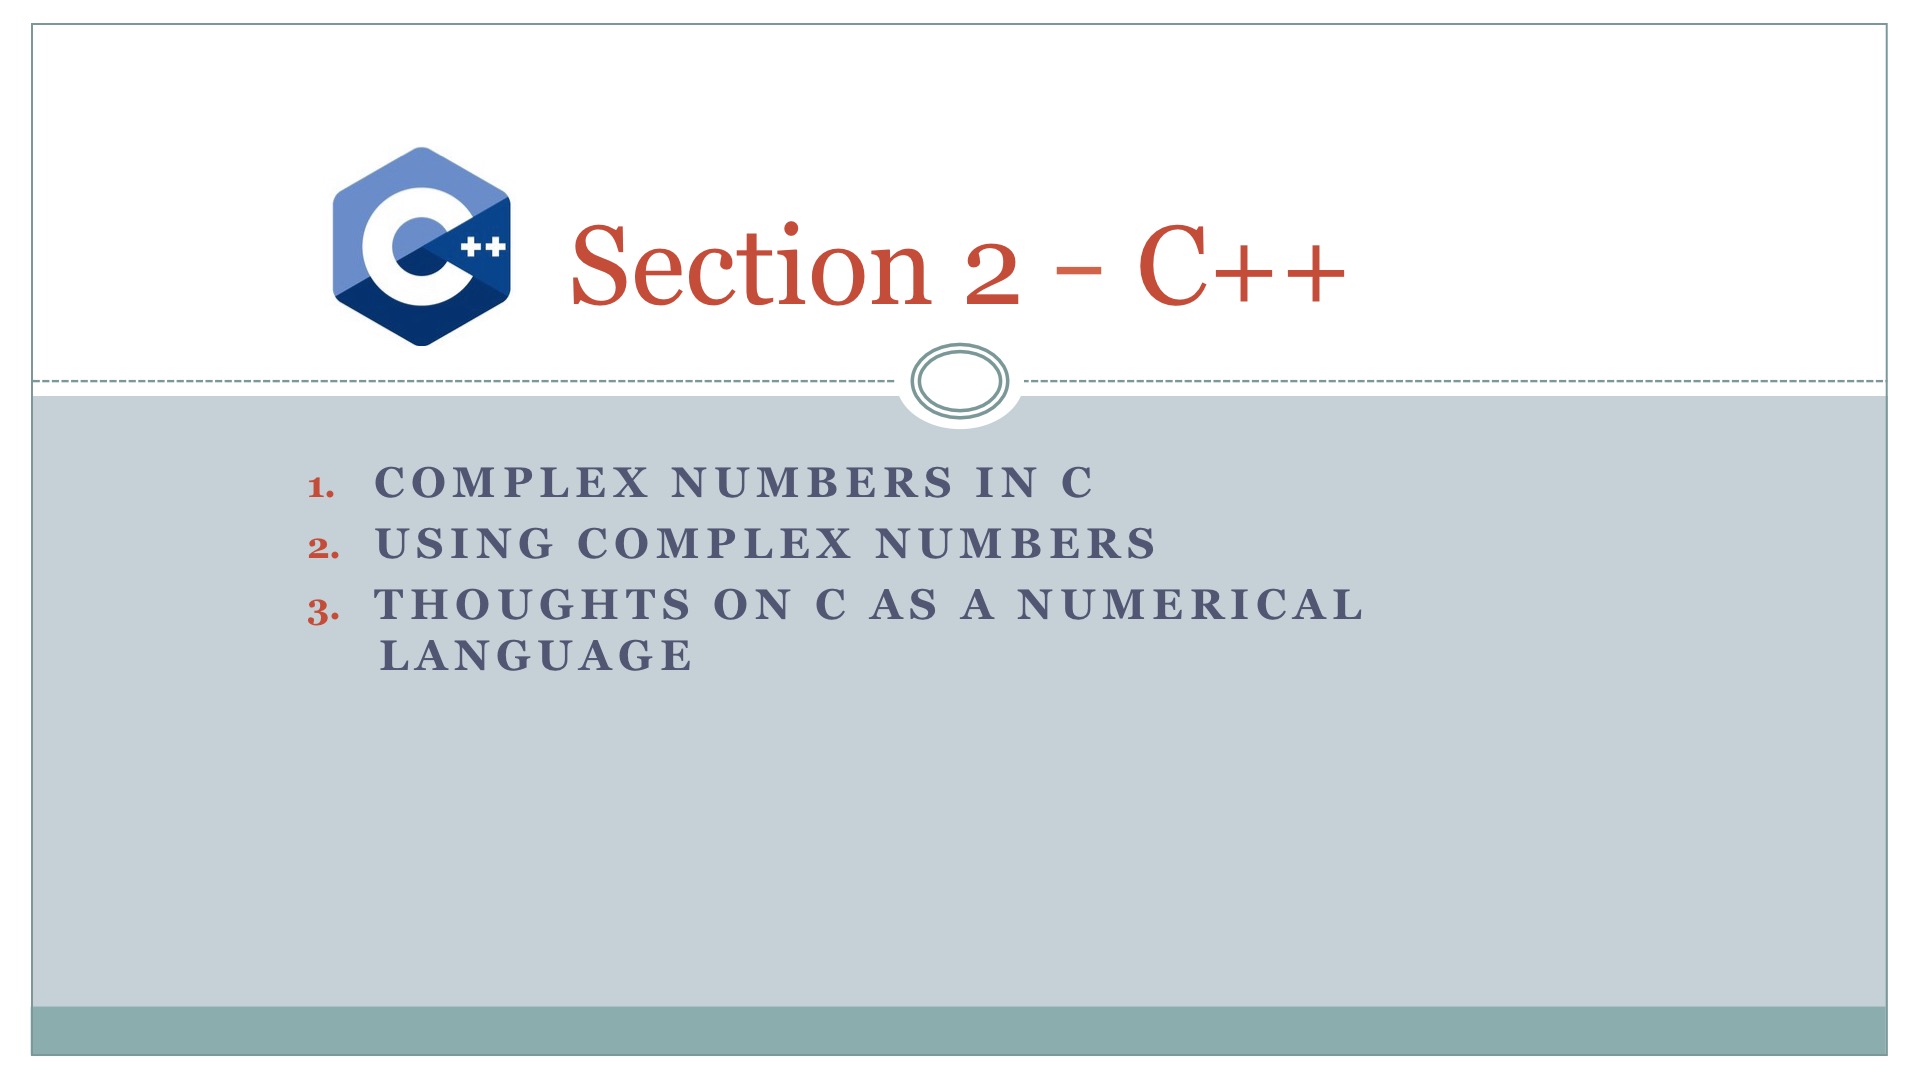 C++
Section 2 – C++
1. COMPLEX NUMBERS IN C
2. USING COMPLEX NUMBERS
3. THOUGHTS ON C AS A NUMERICAL
LANGUAGE